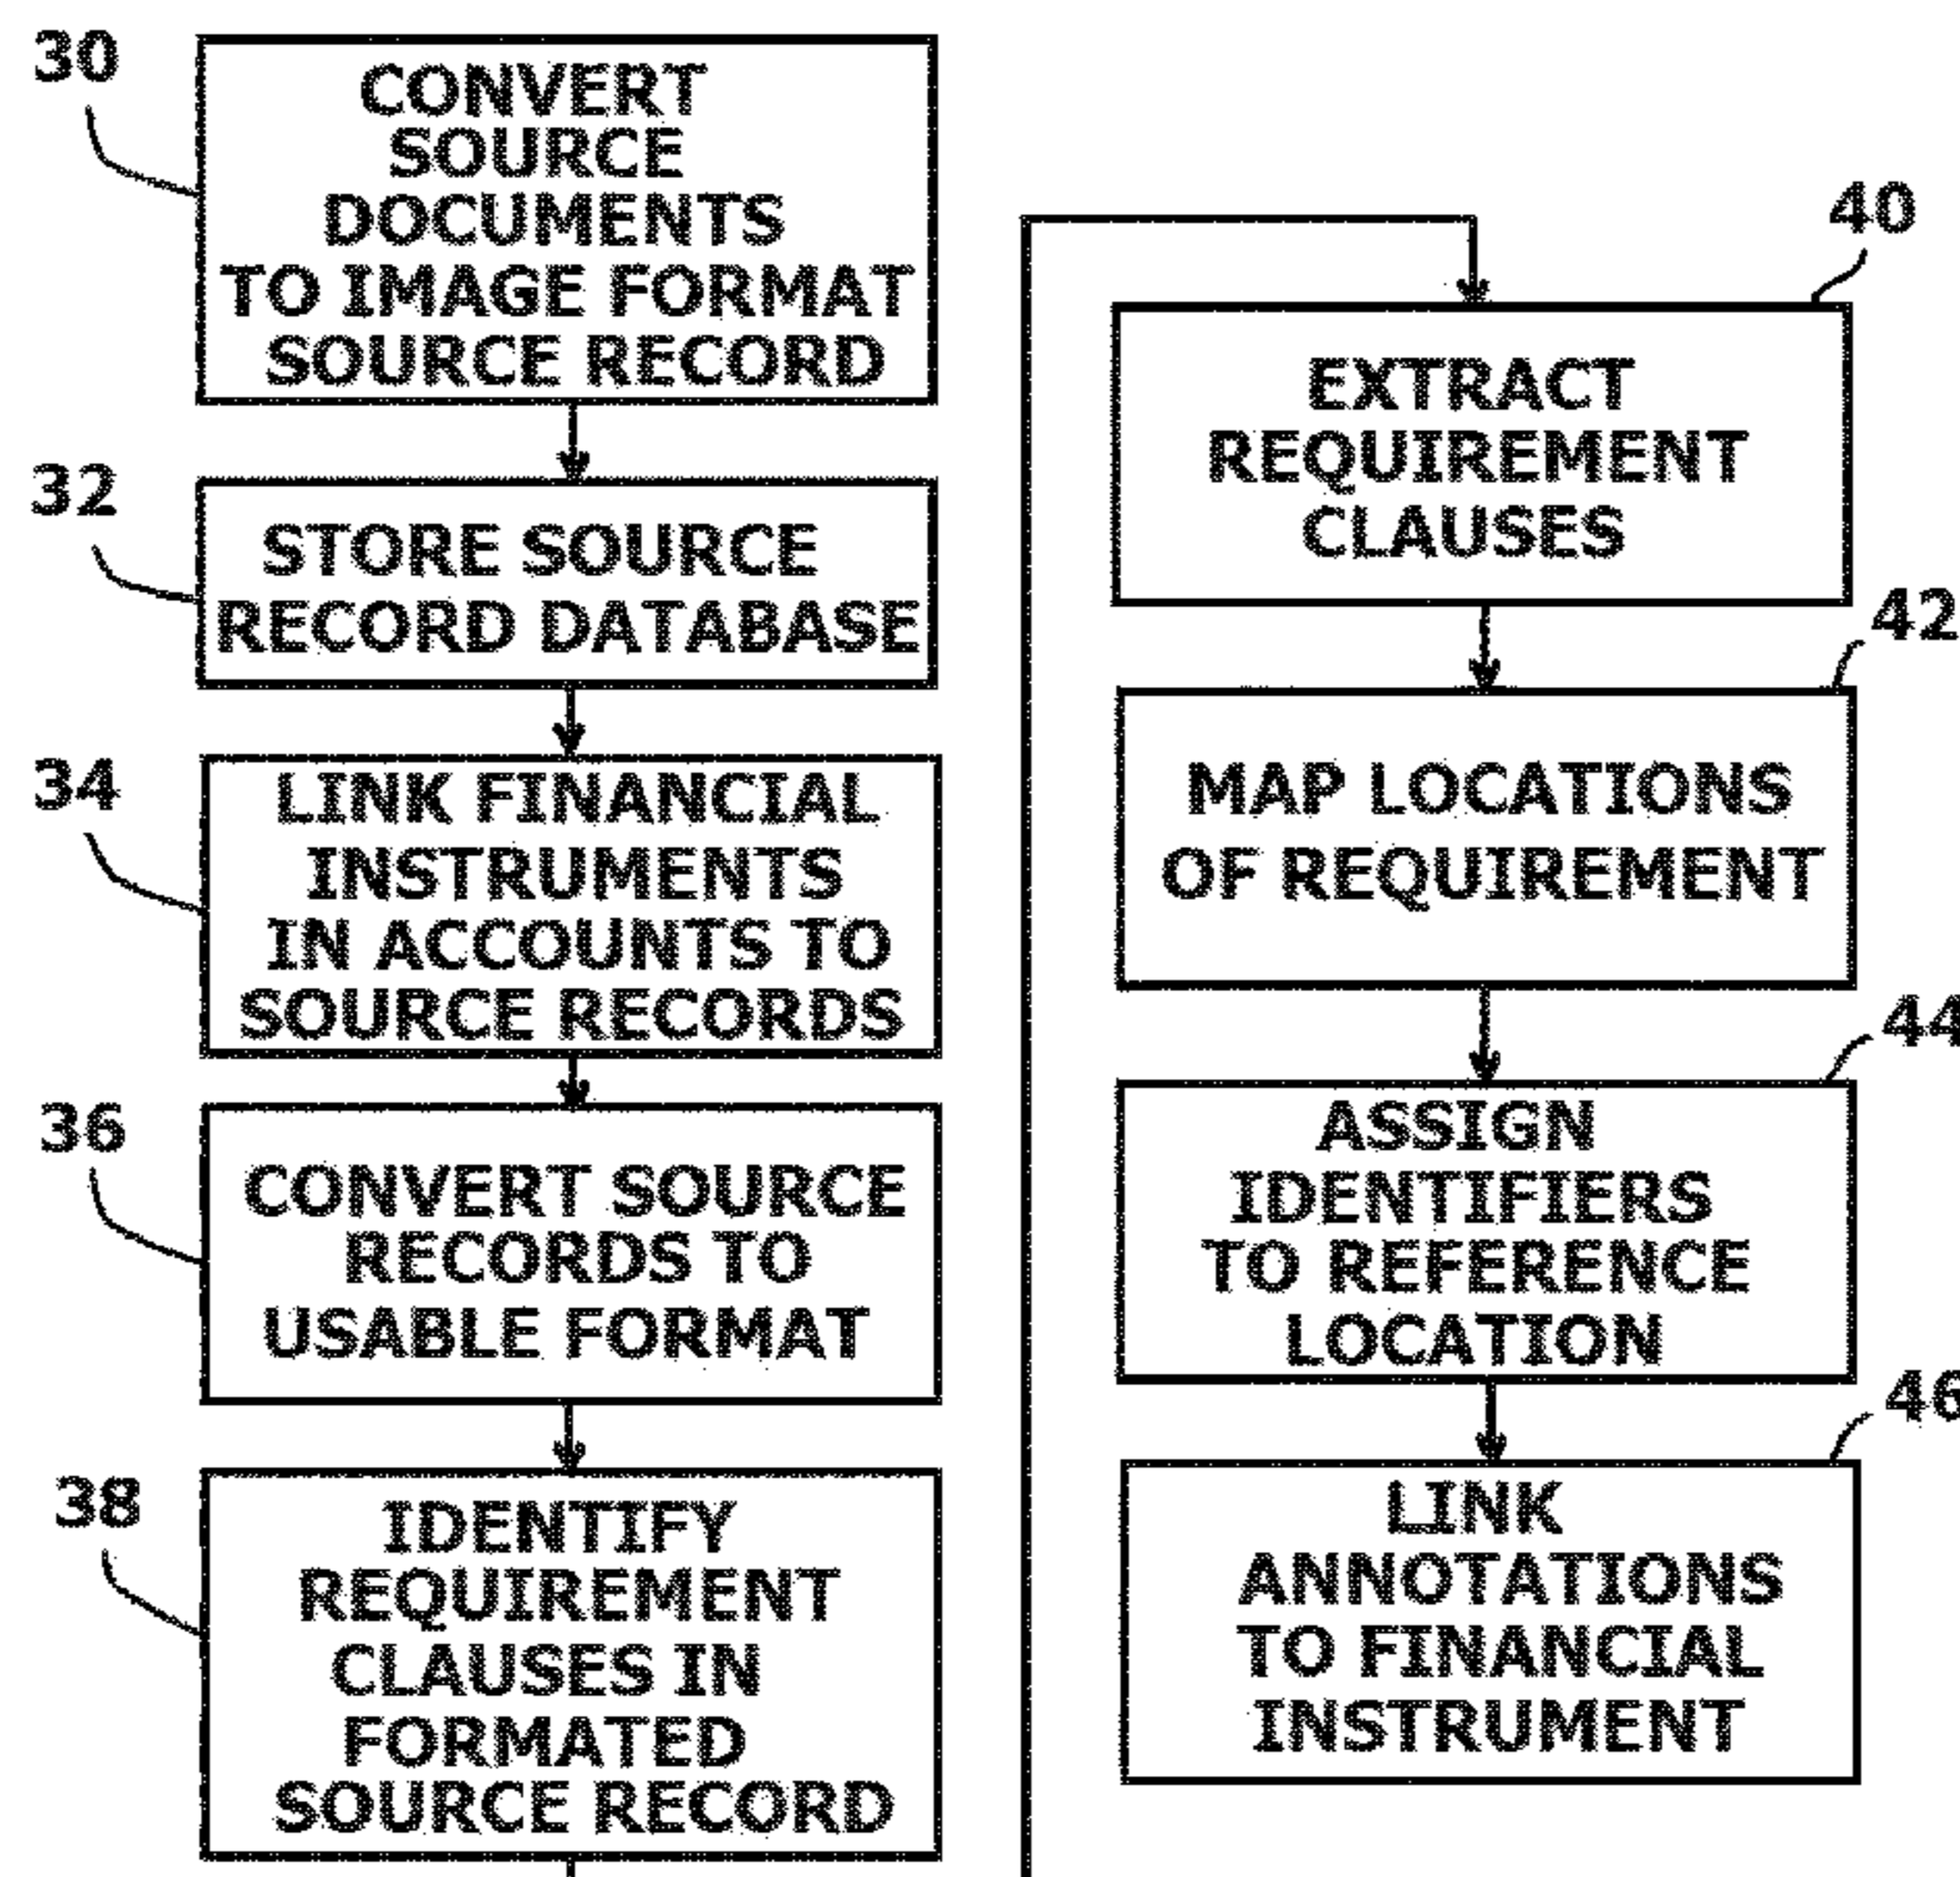 30
CONVERT
SOURCE
DOCUMENTS
TO IMAGE FORMAT
SOURCE RECORD
32
STORE SOURCE
RECORD DATABASE
34
LINK FINANCIAL
INSTRUMENTS
IN ACCOUNTS TO
SOURCE RECORDS
36
CONVERT SOURCE
RECORDS TO
USABLE FORMAT
38
IDENTIFY
REQUIREMENT
CLAUSES IN
FORMATED
SOURCE RECORD
40
EXTRACT
REQUIREMENT
CLAUSES
42
MAP LOCATIONS
OF REQUIREMENT
44
ASSIGN
IDENTIFIERS
TO REFERENCE
LOCATION
46
LINK
ANNOTATIONS
TO FINANCIAL
INSTRUMENT